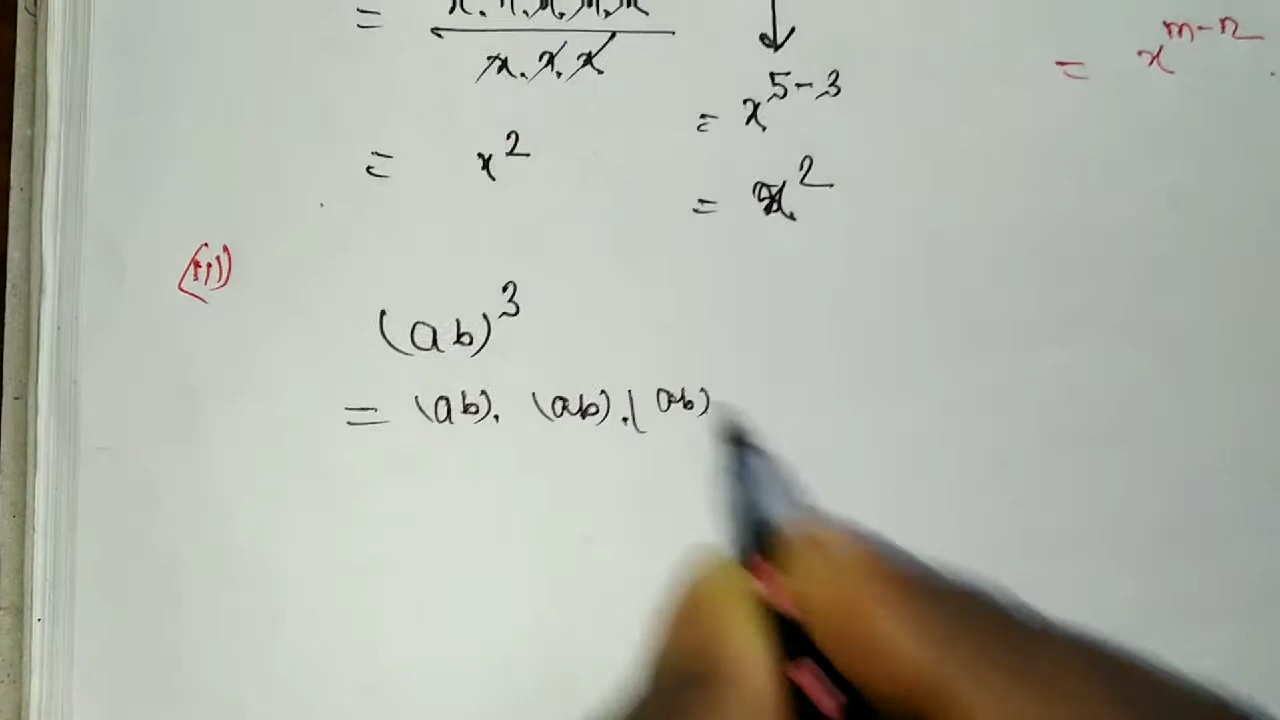 = x.x.x.x.x / x.x.x
= x^2
= x^{5-3}
= x^2
= x^{m-n}
(iii)
(ab)^3
= (ab). (ab).(ab)